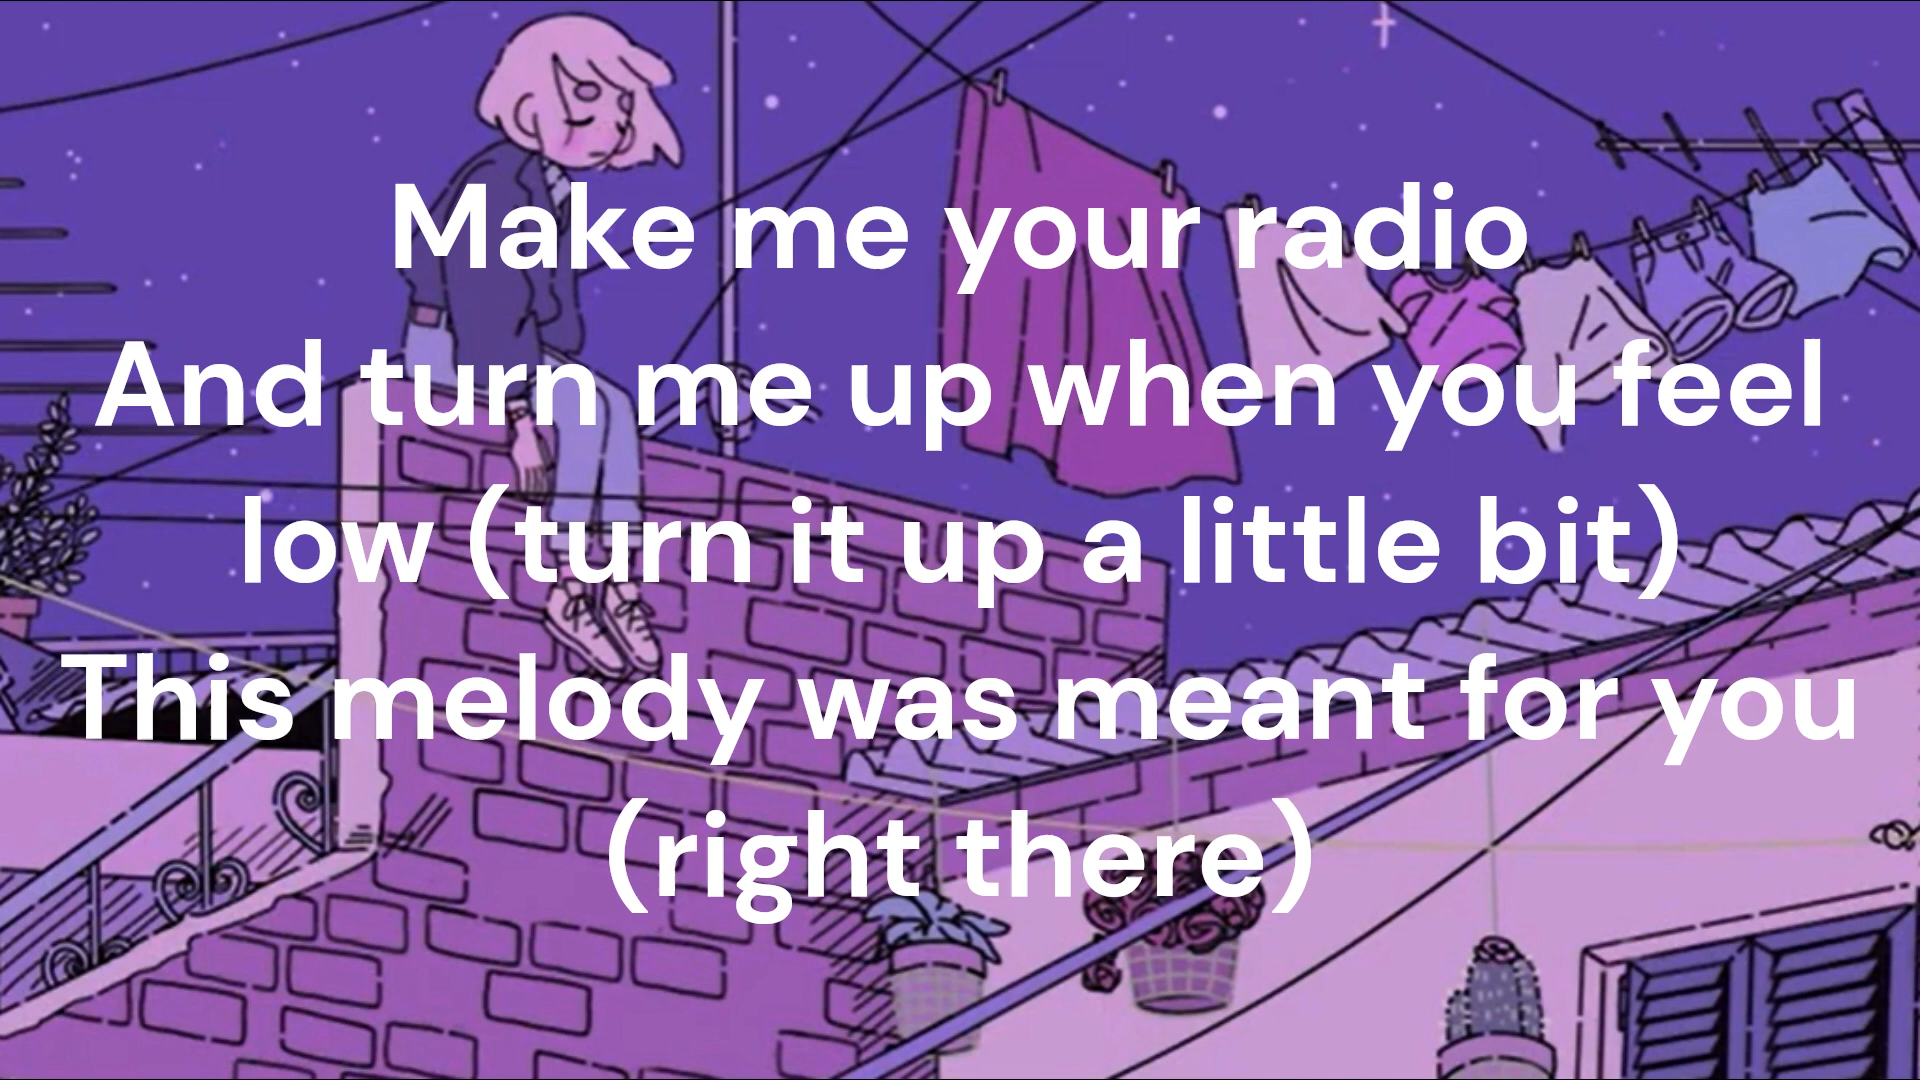 Make me your radio
And turn me up when you feel
low (turn it up a little bit)
This melody was meant for you
(right there)